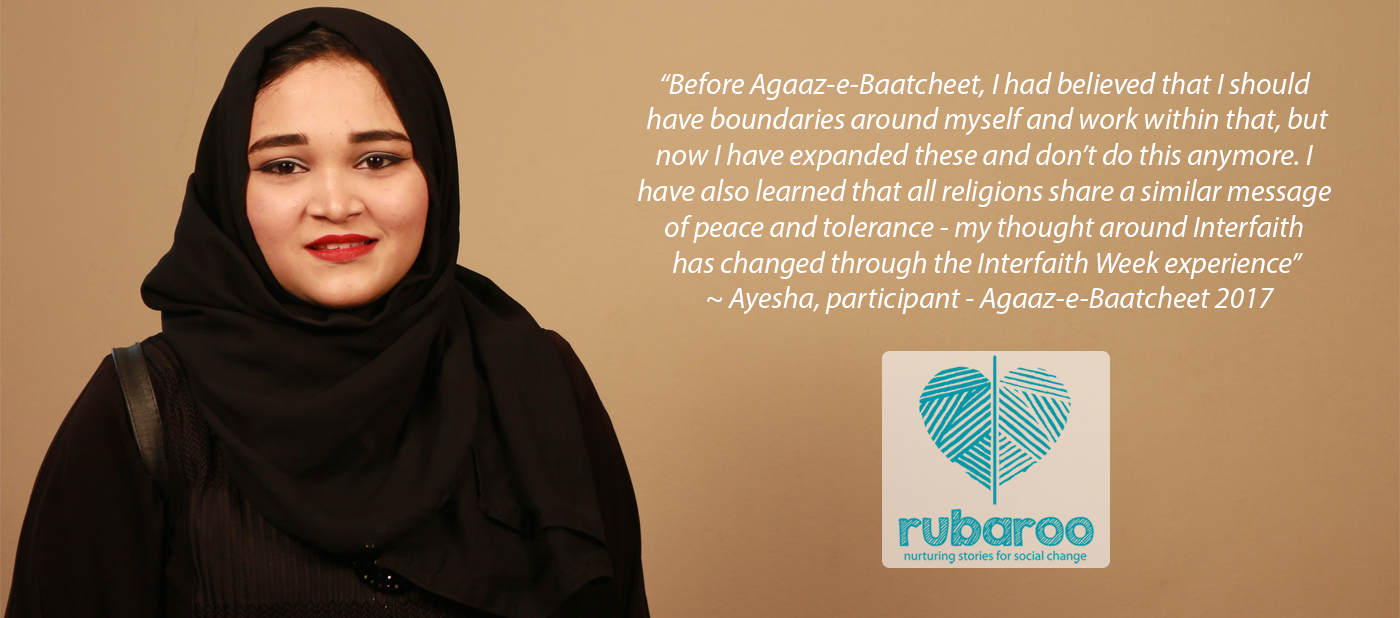 “Before Agaaz-e-Baatcheet, I had believed that I should
have boundaries around myself and work within that, but
now I have expanded these and don’t do this anymore. I
have also learned that all religions share a similar message
of peace and tolerance - my thought around Interfaith
has changed through the Interfaith Week experience”
~ Ayesha, participant - Agaaz-e-Baatcheet 2017
rubaroo
nurturing stories for social change